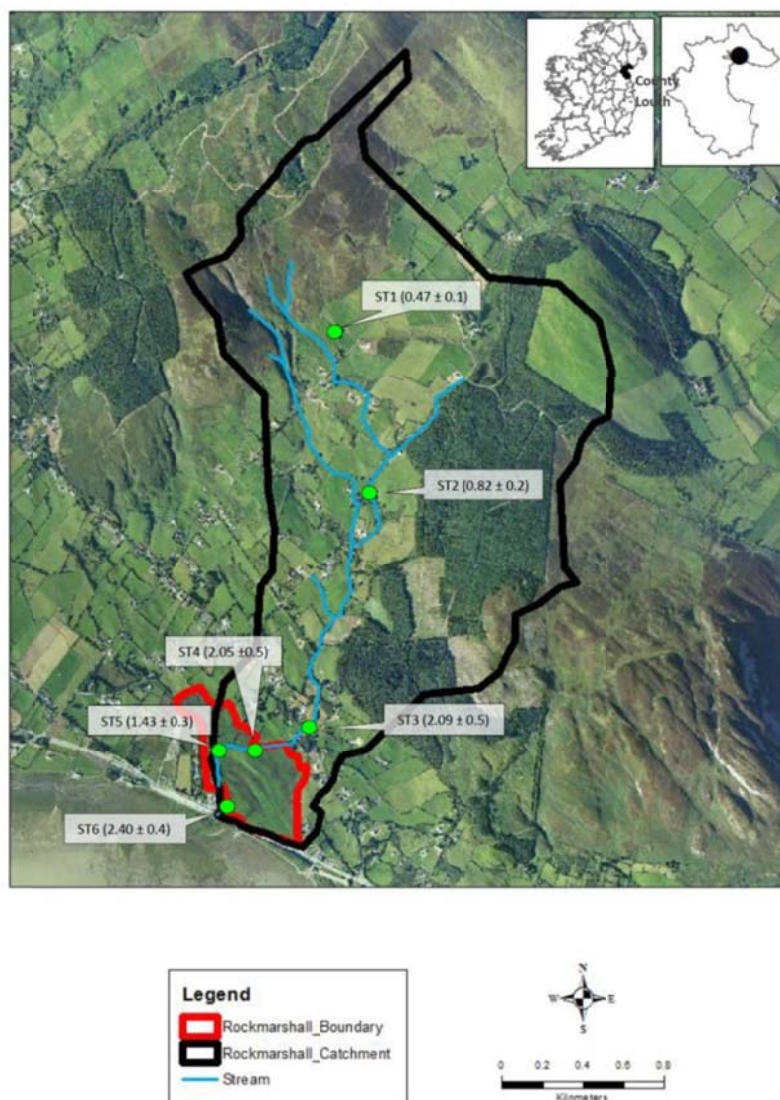 County
Louth
ST1 (0.47 ± 0.1)
ST2 (0.82 ± 0.2)
ST4 (2.05 ±0.5)
ST5 (1.43 ± 0.3)
ST3 (2.09 ± 0.5)
ST6 (2.40 ± 0.4)
Legend
Rockmarshall_Boundary
Rockmarshall_Catchment
Stream
N
W E
S
0 0.2 0.4 0.6 0.8
Kilometers